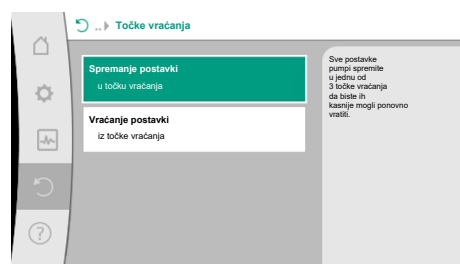 .. Točke vraćanja
Spremanje postavki
u točku vraćanja
Vraćanje postavki
iz točke vraćanja
Sve postavke
pumpi spremite
u jednu od
3 točke vraćanja
da biste ih
kasnije mogli ponovno
vratiti.
?